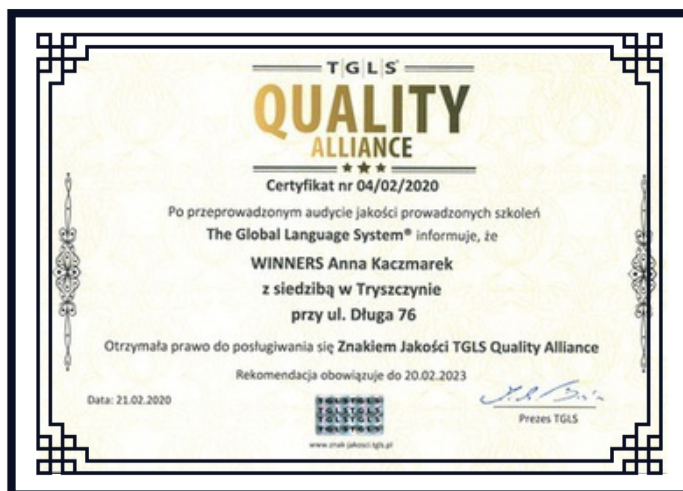 TGLS
QUALITY
ALLIANCE
Certyfikat nr 04/02/2020
Po przeprowadzonym audycie jakości prowadzonych szkoleń
The Global Language System® informuje, że
WINNERS Anna Kaczmarek
z siedzibą w Tryszczynie
przy ul. Długa 76
Otrzymała prawo do posługiwania się Znakiem Jakości TGLS Quality Alliance
Rekomendacja obowiązuje do 20.02.2023
Data: 21.02.2020
Prezes TGLS
www.znak-jakosci.tgls.pl